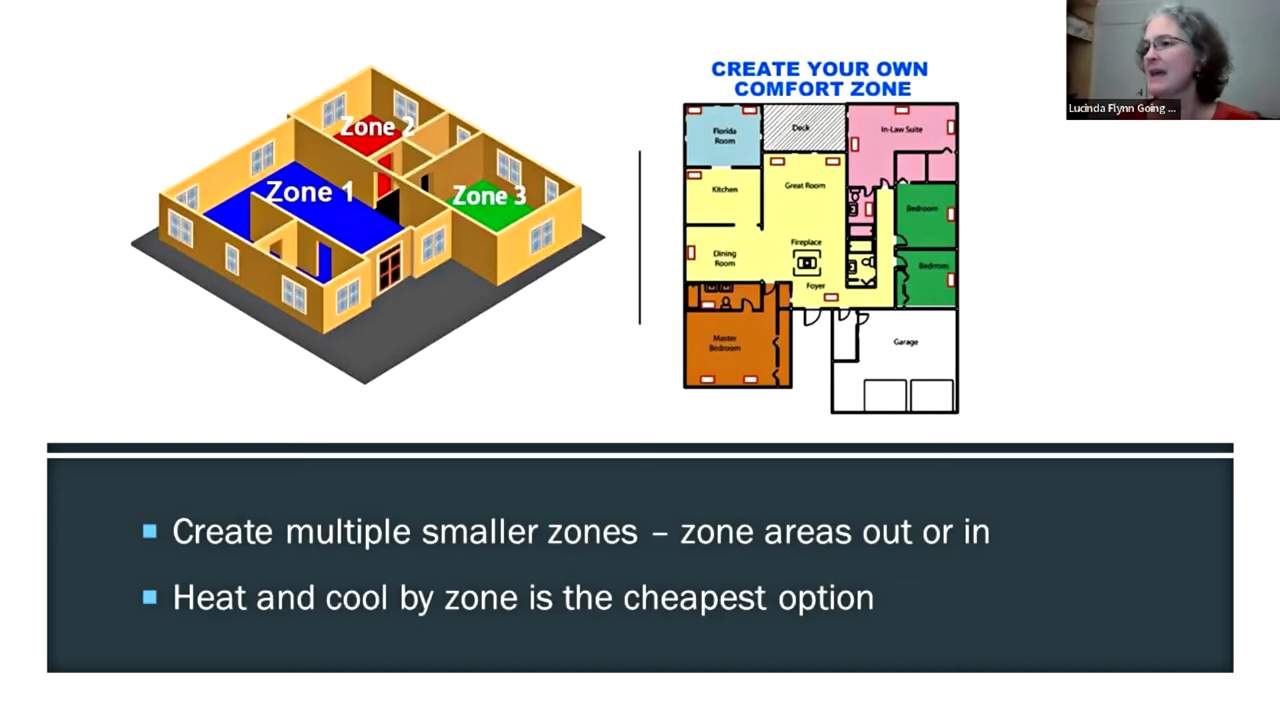 Zone 2
Zone 1
Zone 3
CREATE YOUR OWN
COMFORT ZONE
Florida
Room
Deck
In-Law Suite
Kitchen
Great Room
Bedroom
Fireplace
Dining
Room
Bedrrom
Foyer
Master
Bedroom
Garage
Lucinda Flynn Going ...
Create multiple smaller zones – zone areas out or in
Heat and cool by zone is the cheapest option